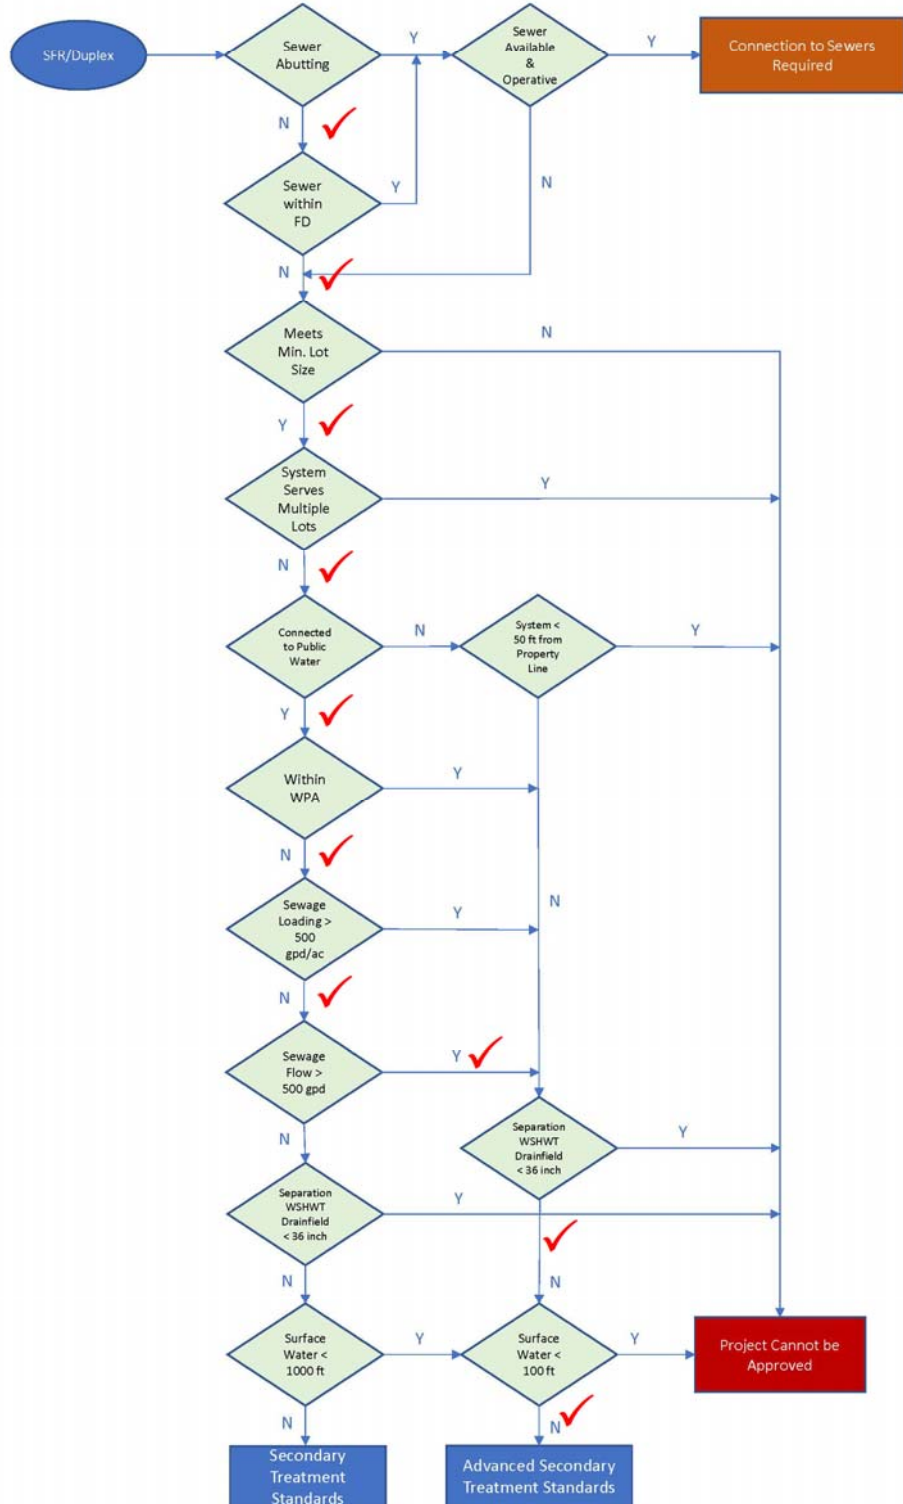 SFR/Duplex
Sewer
Abutting
Y
Sewer
Available
&
Operative
Y
Connection to Sewers
Required
N
Sewer
within
FD
Y
N
N
Meets
Min. Lot
Size
N
Y
System
Serves
Multiple
Lots
Y
N
Connected
to Public
Water
N
System <
50 ft from
Property
Line
Y
Y
Within
WPA
Y
N
Sewage
Loading >
500
gpd/ac
Y
N
N
Sewage
Flow >
500 gpd
Y
N
Separation
WSHWT
Drainfield
< 36 inch
Y
Separation
WSHWT
Drainfield
< 36 inch
Y
N
N
Surface
Water <
1000 ft
Y
Surface
Water <
100 ft
Y
Project Cannot be
Approved
N
N
Secondary
Treatment
Standards
Advanced Secondary
Treatment Standards